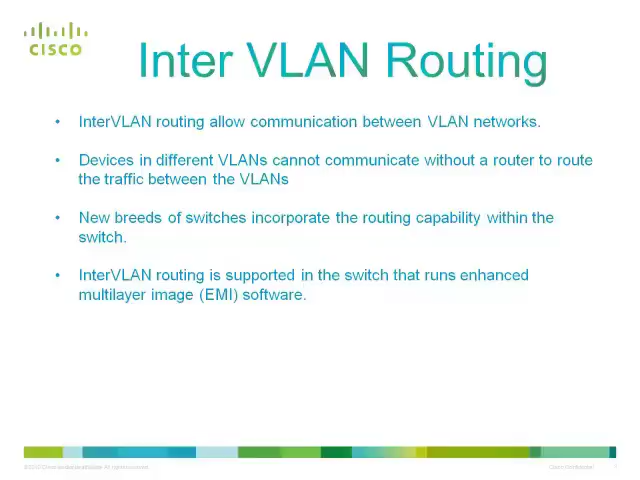 CISCO
Inter VLAN Routing
• InterVLAN routing allow communication between VLAN networks.
• Devices in different VLANs cannot communicate without a router to route
the traffic between the VLANs
• New breeds of switches incorporate the routing capability within the
switch.
• InterVLAN routing is supported in the switch that runs enhanced
multilayer image (EMI) software.
Cisco Confidential